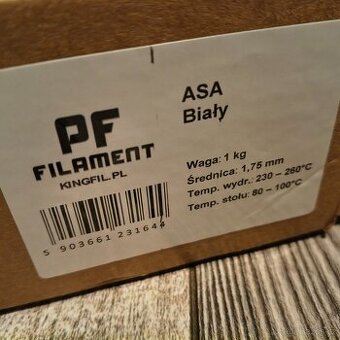 PF
FILAMENT
KINGFIL.PL
5 903661 231644
ASA
Biały
Waga: 1 kg
Średnica: 1,75 mm
Temp. wydr.: 230 – 260°C
Temp. stołu: 80 – 100°C